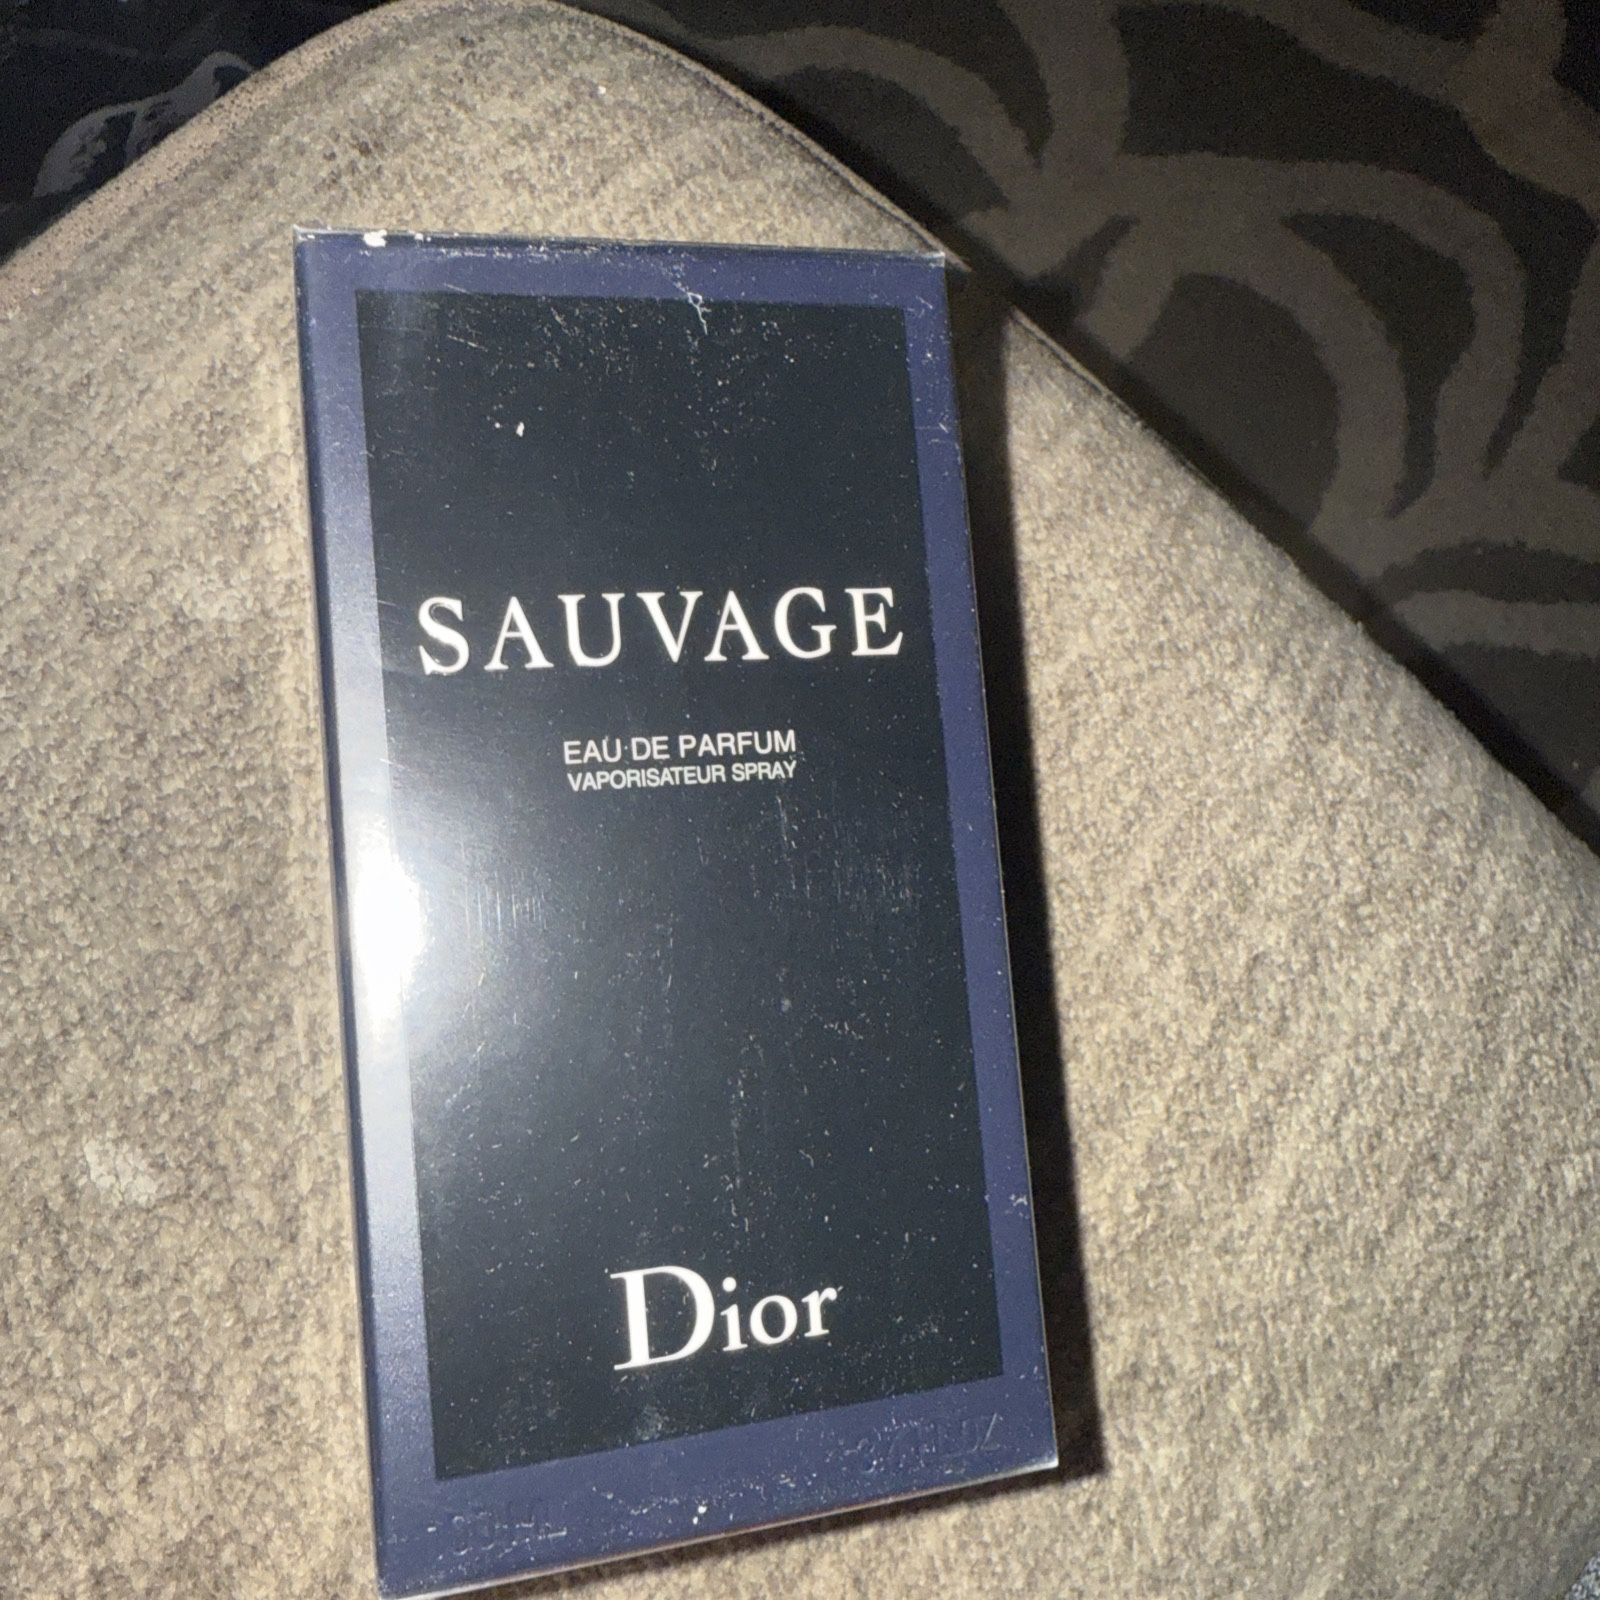 SAUVAGE
EAU DE PARFUM
VAPORISATEUR SPRAY
Dior